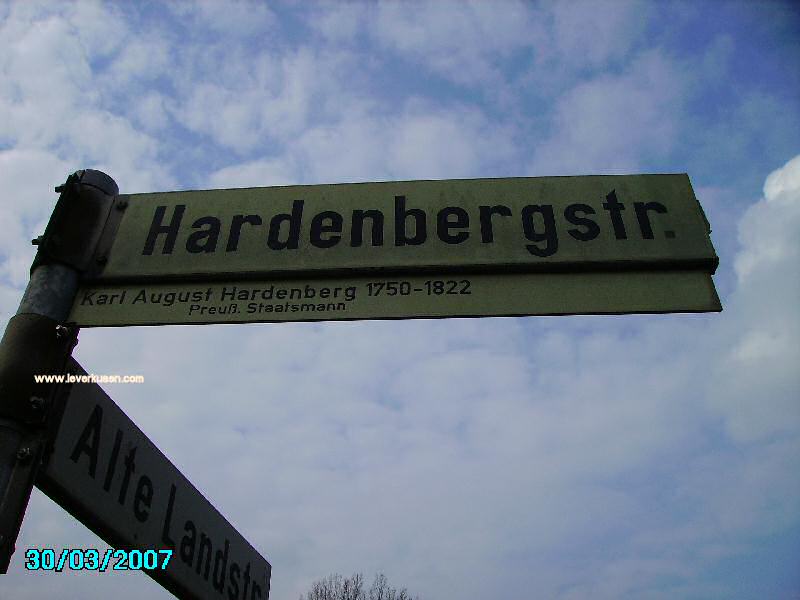 Hardenbergstr.
Karl August Hardenberg 1750-1822
Preuß. Staatsmann
www.leverkusen.com
Alte Landstr
30/03/2007